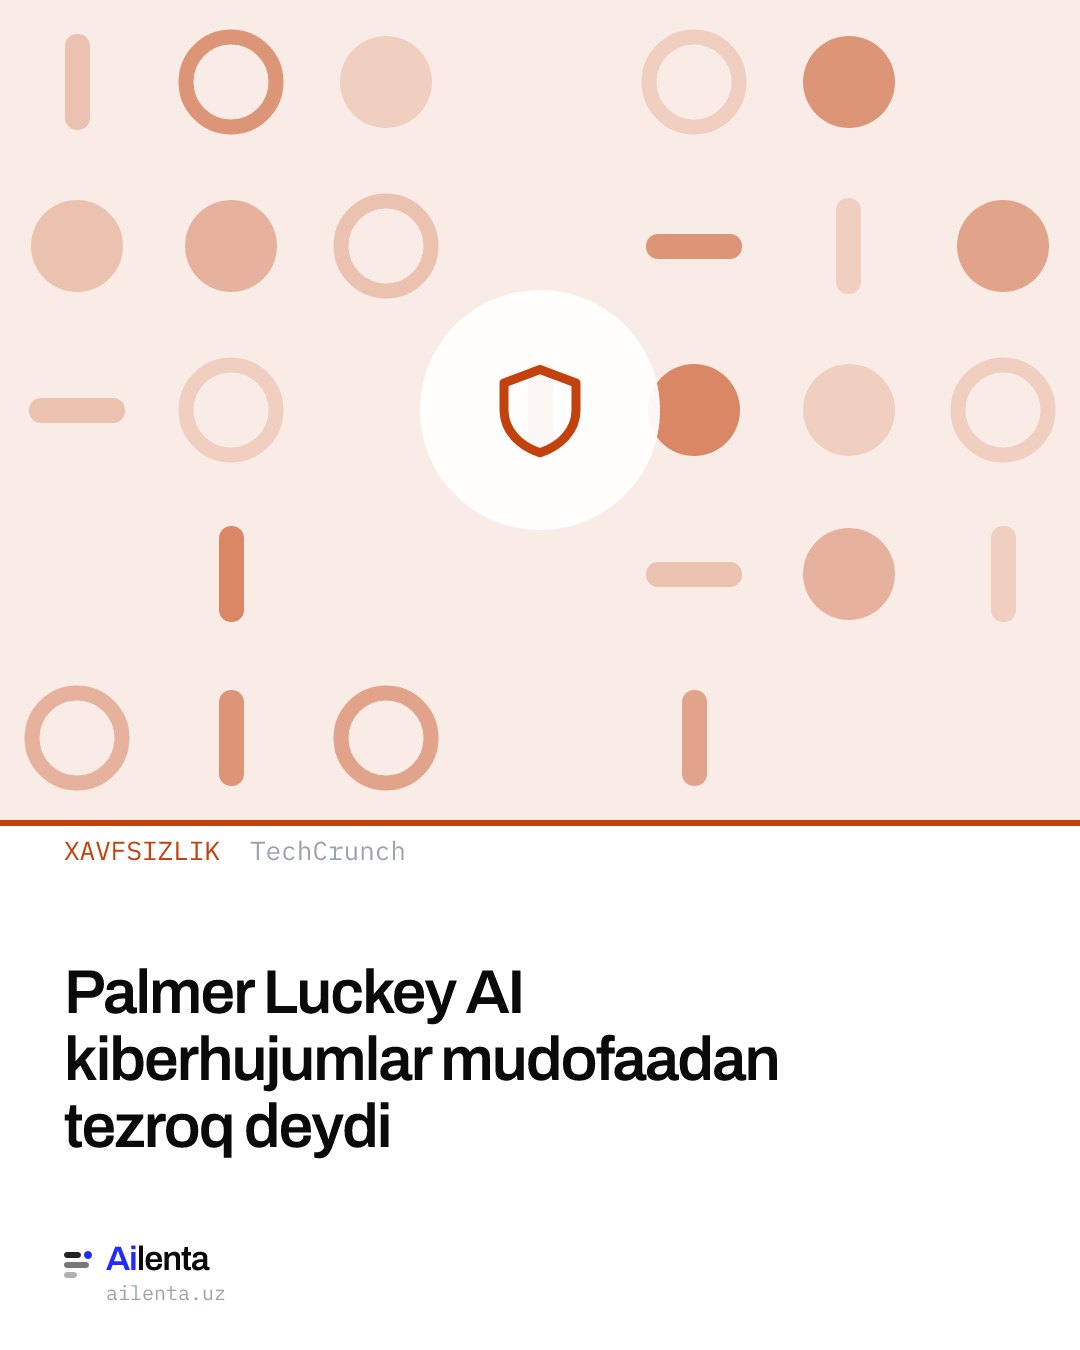 XAVFSIZLIK TechCrunch
Palmer Luckey AI
kiberhujumlar mudofaadan
tezroq deydi
Ailenta
ailenta.uz